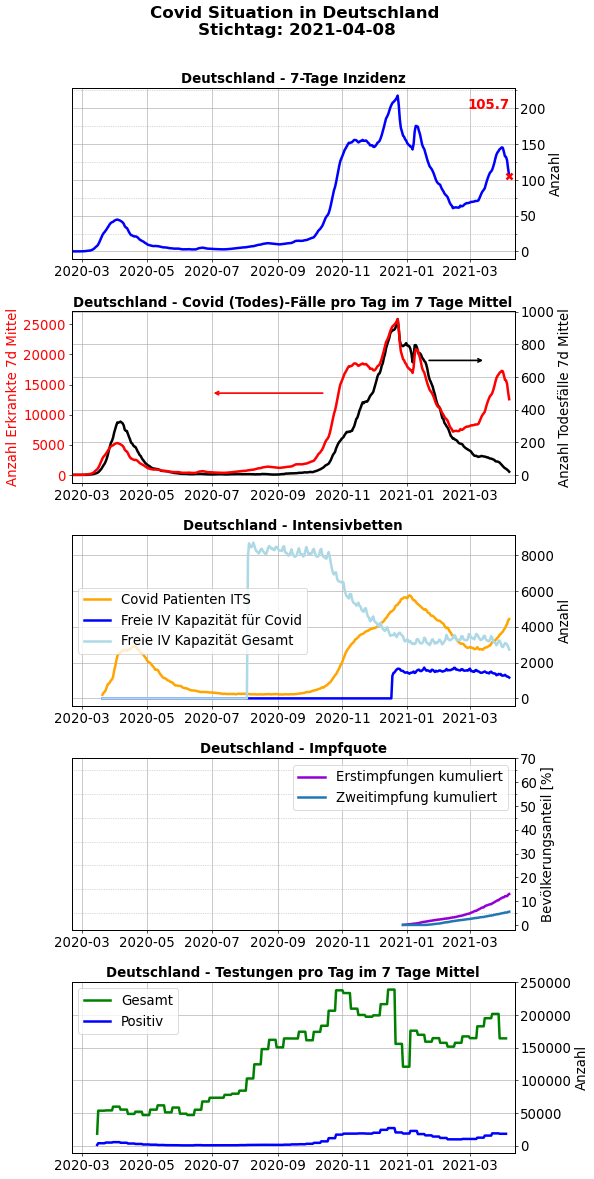 Covid Situation in Deutschland
Stichtag: 2021-04-08
Deutschland - 7-Tage Inzidenz
105.7
200
150
100
50
0
Anzahl
2020-03 2020-05 2020-07 2020-09 2020-11 2021-01 2021-03
Deutschland - Covid (Todes)-Fälle pro Tag im 7 Tage Mittel
Anzahl Erkrankte 7d Mittel
25000
20000
15000
10000
5000
0
1000
800
600
400
200
0
Anzahl Todesfälle 7d Mittel
2020-03 2020-05 2020-07 2020-09 2020-11 2021-01 2021-03
Deutschland - Intensivbetten
Covid Patienten ITS
Freie IV Kapazität für Covid
Freie IV Kapazität Gesamt
8000
6000
4000
2000
0
Anzahl
2020-03 2020-05 2020-07 2020-09 2020-11 2021-01 2021-03
Deutschland - Impfquote
Erstimpfungen kumuliert
Zweitimpfung kumuliert
70
60
50
40
30
20
10
0
Bevölkerungsanteil [%]
2020-03 2020-05 2020-07 2020-09 2020-11 2021-01 2021-03
Deutschland - Testungen pro Tag im 7 Tage Mittel
Gesamt
Positiv
250000
200000
150000
100000
50000
0
Anzahl
2020-03 2020-05 2020-07 2020-09 2020-11 2021-01 2021-03